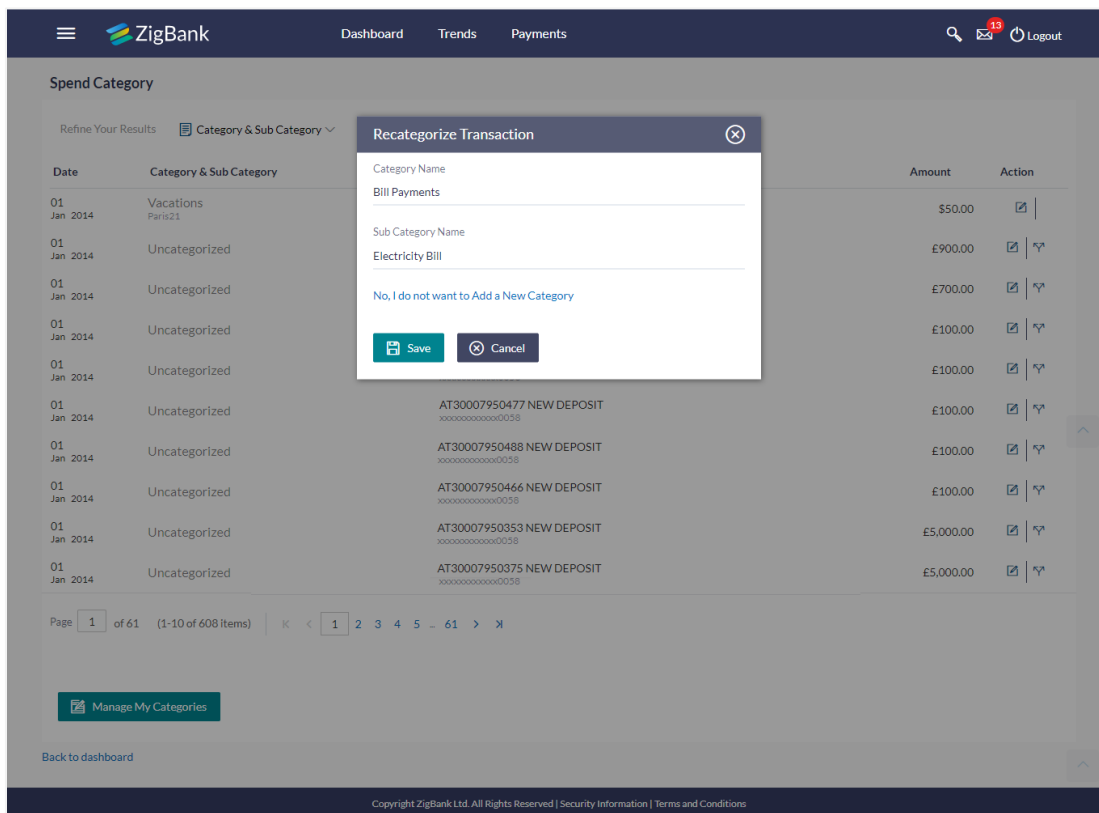 ZigBank
Dashboard Trends Payments
13
Logout
Spend Category
Refine Your Results Category & Sub Category
Recategorize Transaction
Category Name
Bill Payments
Sub Category Name
Electricity Bill
No, I do not want to Add a New Category
Save Cancel
Date Category & Sub Category Amount Action
01
Jan 2014
Vacations
Paris21
$50.00
01
Jan 2014
Uncategorized
£900.00
01
Jan 2014
Uncategorized
£700.00
01
Jan 2014
Uncategorized
£100.00
01
Jan 2014
Uncategorized
£100.00
01
Jan 2014
Uncategorized
AT30007950477 NEW DEPOSIT
xxxxxxxxxxxx0058
£100.00
01
Jan 2014
Uncategorized
AT30007950488 NEW DEPOSIT
xxxxxxxxxxxx0058
£100.00
01
Jan 2014
Uncategorized
AT30007950466 NEW DEPOSIT
xxxxxxxxxxxx0058
£100.00
01
Jan 2014
Uncategorized
AT30007950353 NEW DEPOSIT
xxxxxxxxxxxx0058
£5,000.00
01
Jan 2014
Uncategorized
AT30007950375 NEW DEPOSIT
xxxxxxxxxxxx0058
£5,000.00
Page 1 of 61 (1-10 of 608 items) 1 2 3 4 5 ... 61
Manage My Categories
Back to dashboard
Copyright ZigBank Ltd. All Rights Reserved | Security Information | Terms and Conditions